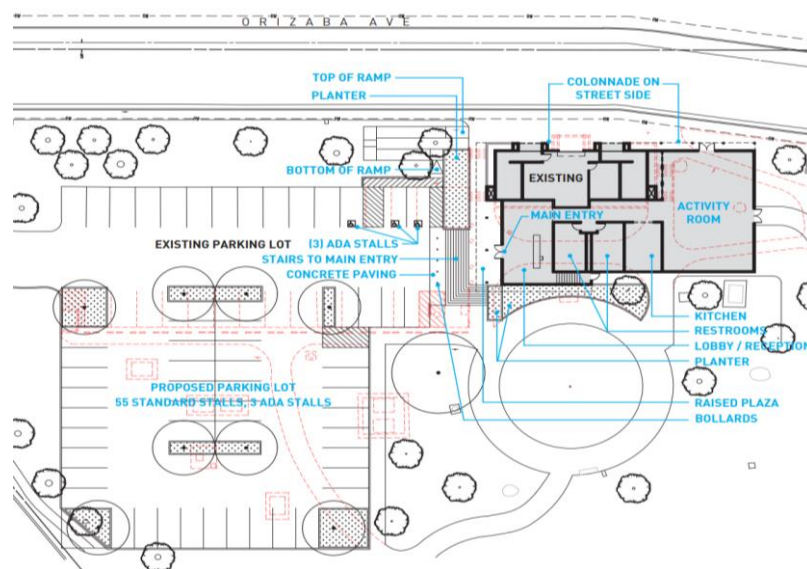 ORIZABA AVE
TOP OF RAMP
PLANTER
COLONNADE ON
STREET SIDE
BOTTOM OF RAMP
EXISTING
MAIN ENTRY
ACTIVITY
ROOM
EXISTING PARKING LOT
(3) ADA STALLS
STAIRS TO MAIN ENTRY
CONCRETE PAVING
KITCHEN
RESTROOMS
LOBBY / RECEPTION
PLANTER
PROPOSED PARKING LOT
55 STANDARD STALLS, 3 ADA STALLS
RAISED PLAZA
BOLLARDS